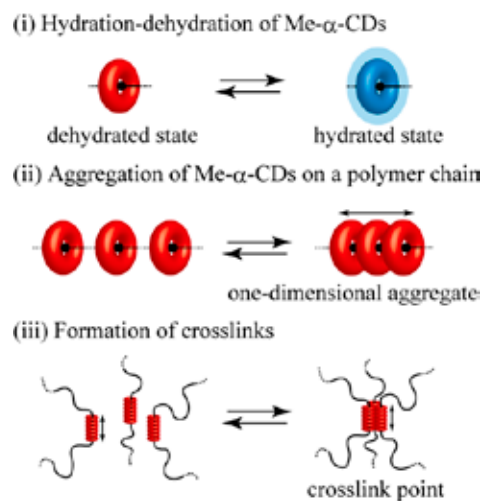 (i) Hydration-dehydration of Me-α-CDs
dehydrated state
hydrated state
(ii) Aggregation of Me-α-CDs on a polymer chain
one-dimensional aggregate
(iii) Formation of crosslinks
crosslink point